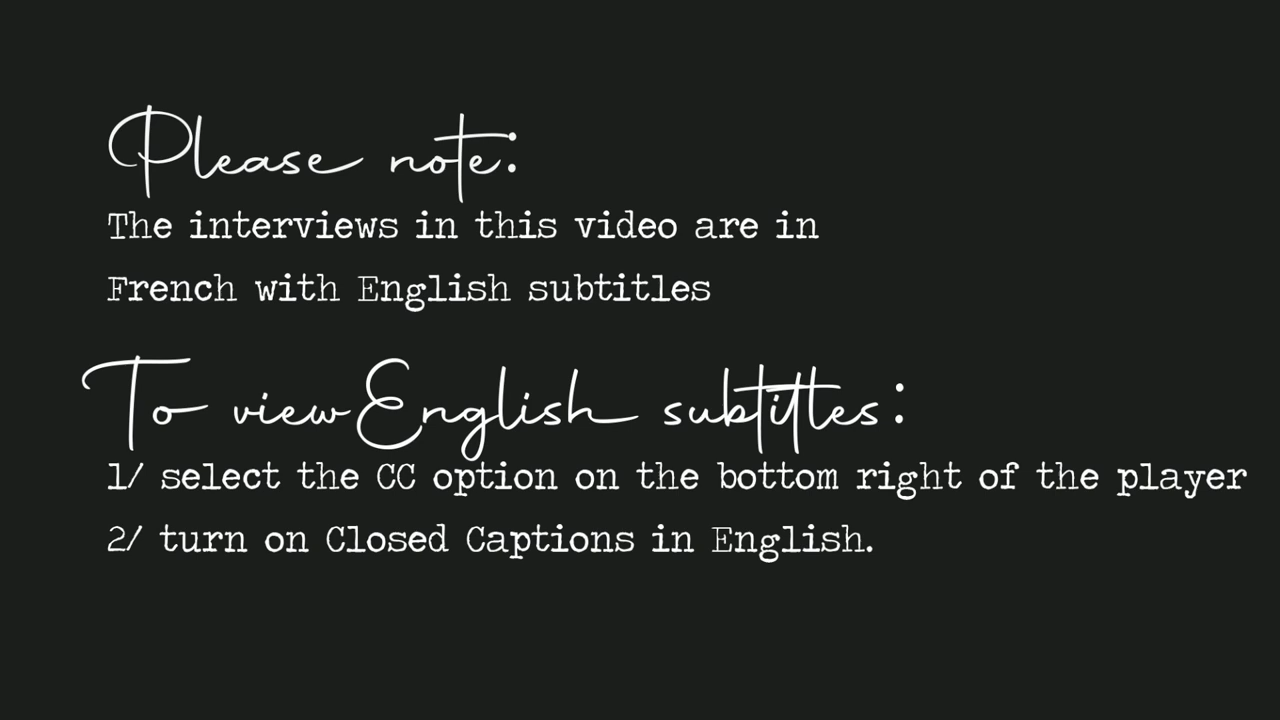 Please note:
The interviews in this video are in
French with English subtitles
To view English subtitles:
1/ select the CC option on the bottom right of the player
2/ turn on Closed Captions in English.